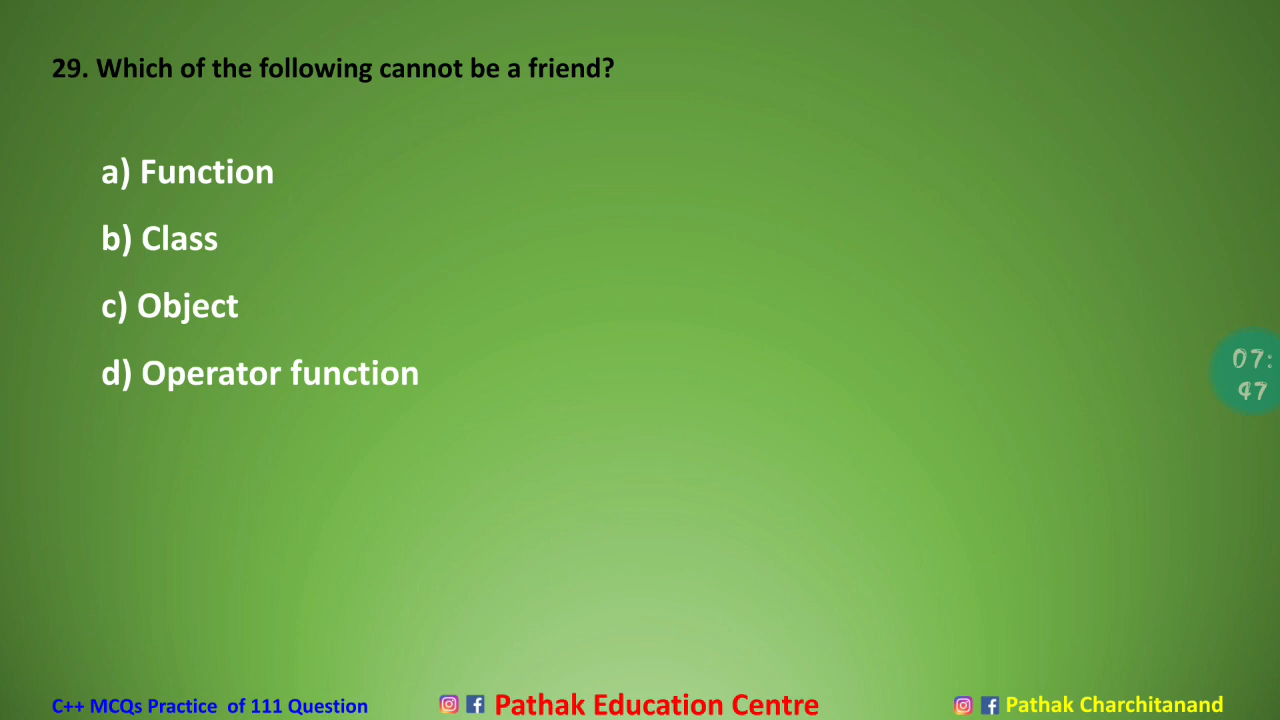 29. Which of the following cannot be a friend?
a) Function
b) Class
c) Object
d) Operator function
07:
47
C++ MCQs Practice of 111 Question
Pathak Education Centre
Pathak Charchitanand